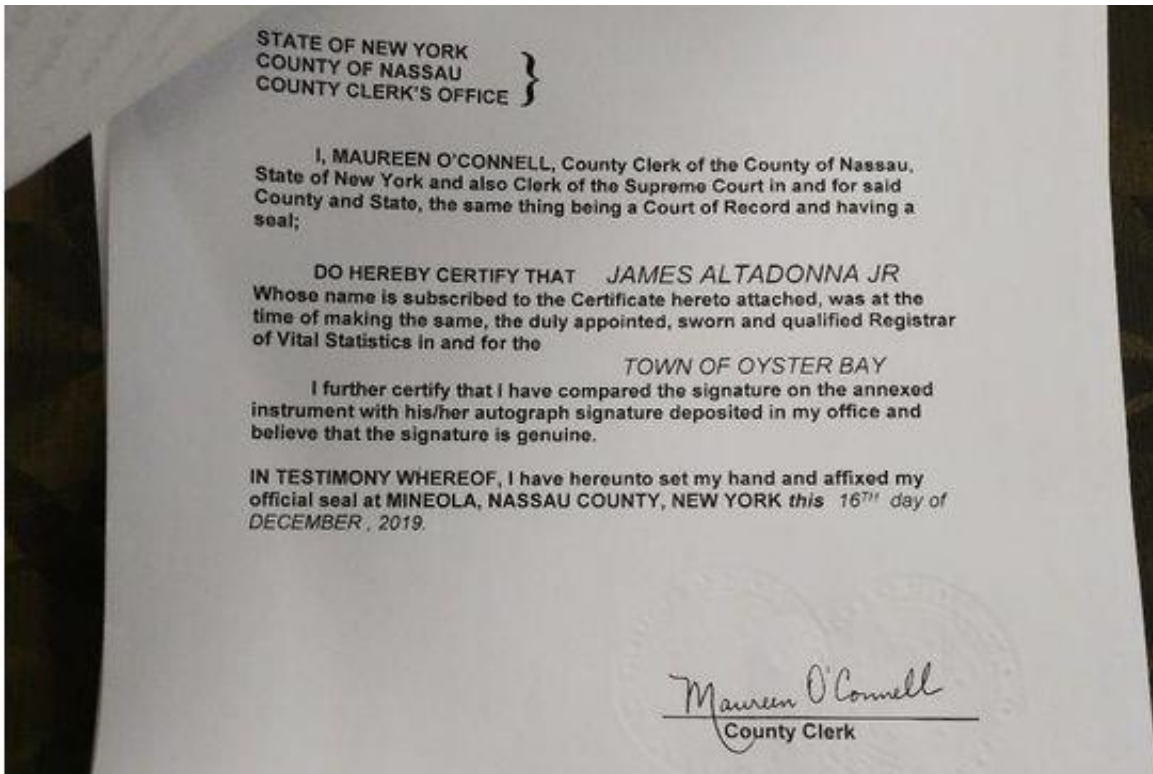 STATE OF NEW YORK
COUNTY OF NASSAU
COUNTY CLERK'S OFFICE }
I, MAUREEN O'CONNELL, County Clerk of the County of Nassau,
State of New York and also Clerk of the Supreme Court in and for said
County and State, the same thing being a Court of Record and having a
seal;
DO HEREBY CERTIFY THAT JAMES ALTADONNA JR
Whose name is subscribed to the Certificate hereto attached, was at the
time of making the same, the duly appointed, sworn and qualified Registrar
of Vital Statistics in and for the
TOWN OF OYSTER BAY
I further certify that I have compared the signature on the annexed
instrument with his/her autograph signature deposited in my office and
believe that the signature is genuine.
IN TESTIMONY WHEREOF, I have hereunto set my hand and affixed my
official seal at MINEOLA, NASSAU COUNTY, NEW YORK this 16TH day of
DECEMBER , 2019.
Maureen O'Connell
County Clerk